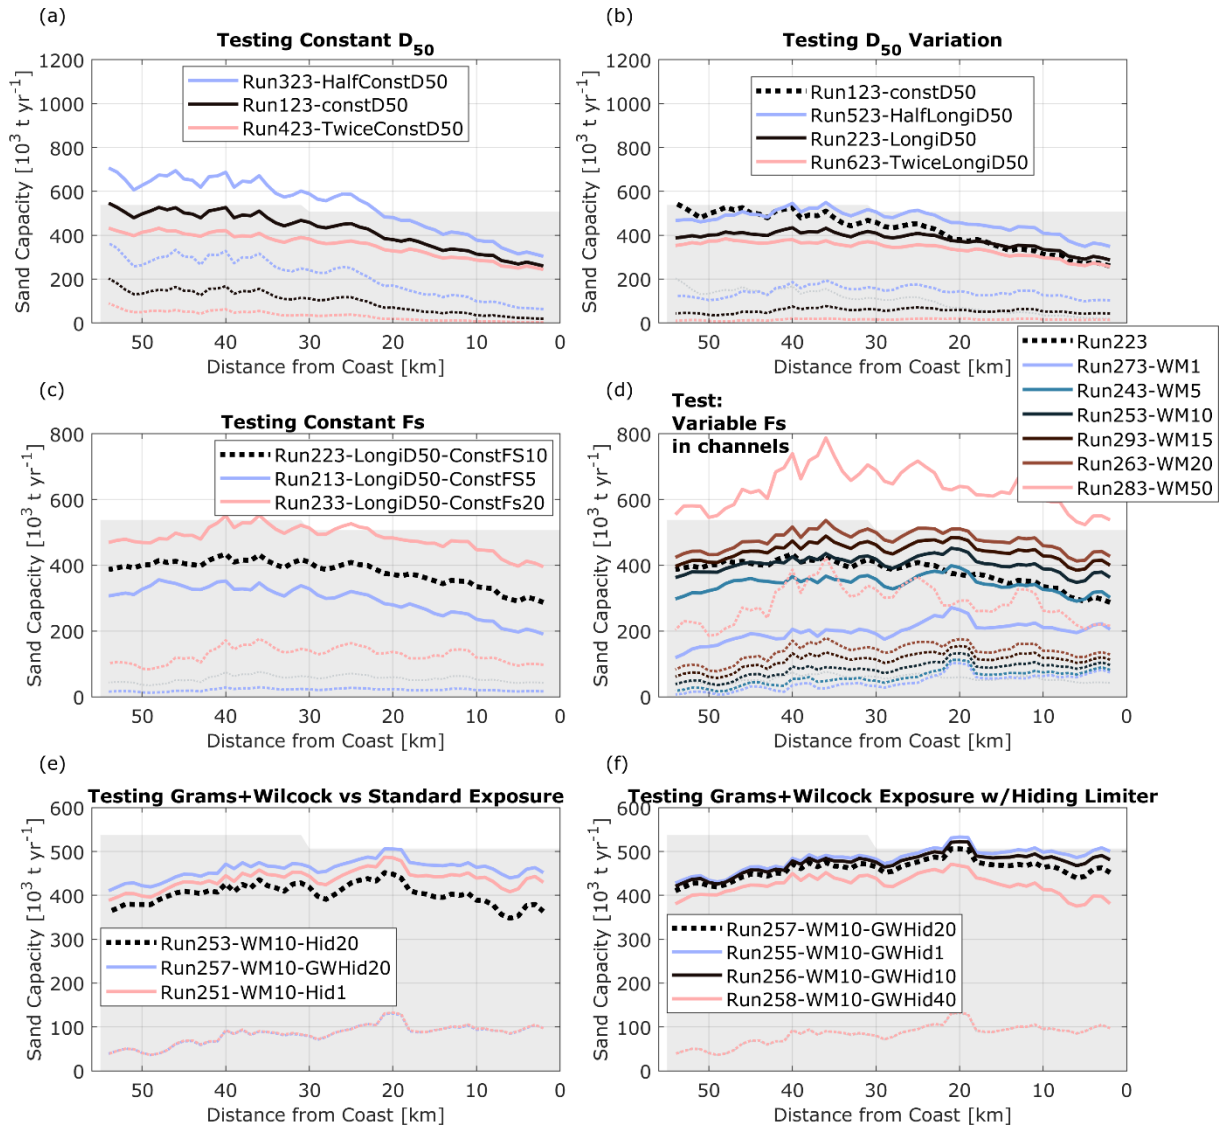 (a)
Testing Constant D50
Sand Capacity [10³ t yr⁻¹]
1200
1000
800
600
400
200
0
Run323-HalfConstD50
Run123-constD50
Run423-TwiceConstD50
50 40 30 20 10 0
Distance from Coast [km]
(b)
Testing D50 Variation
Sand Capacity [10³ t yr⁻¹]
1200
1000
800
600
400
200
0
Run123-constD50
Run523-HalfLongiD50
Run223-LongiD50
Run623-TwiceLongiD50
50 40 30 20 10 0
Distance from Coast [km]
(c)
Testing Constant Fs
Sand Capacity [10³ t yr⁻¹]
800
600
400
200
0
Run223-LongiD50-ConstFS10
Run213-LongiD50-ConstFS5
Run233-LongiD50-ConstFs20
50 40 30 20 10 0
Distance from Coast [km]
(d)
Test:
Variable Fs
in channels
Sand Capacity [10³ t yr⁻¹]
800
600
400
200
0
Run223
Run273-WM1
Run243-WM5
Run253-WM10
Run293-WM15
Run263-WM20
Run283-WM50
50 40 30 20 10 0
Distance from Coast [km]
(e)
Testing Grams+Wilcock vs Standard Exposure
Sand Capacity [10³ t yr⁻¹]
600
500
400
300
200
100
0
Run253-WM10-Hid20
Run257-WM10-GWHid20
Run251-WM10-Hid1
50 40 30 20 10 0
Distance from Coast [km]
(f)
Testing Grams+Wilcock Exposure w/Hiding Limiter
Sand Capacity [10³ t yr⁻¹]
600
500
400
300
200
100
0
Run257-WM10-GWHid20
Run255-WM10-GWHid1
Run256-WM10-GWHid10
Run258-WM10-GWHid40
50 40 30 20 10 0
Distance from Coast [km]